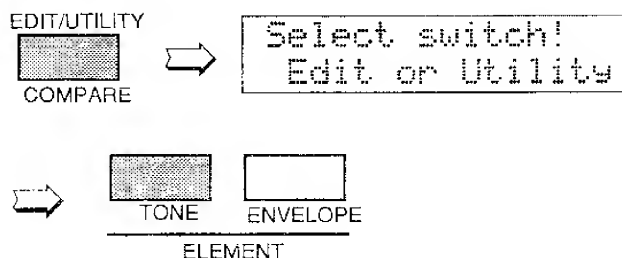 EDIT/UTILITY
COMPARE
Select switch!
Edit or Utility
TONE ENVELOPE
ELEMENT